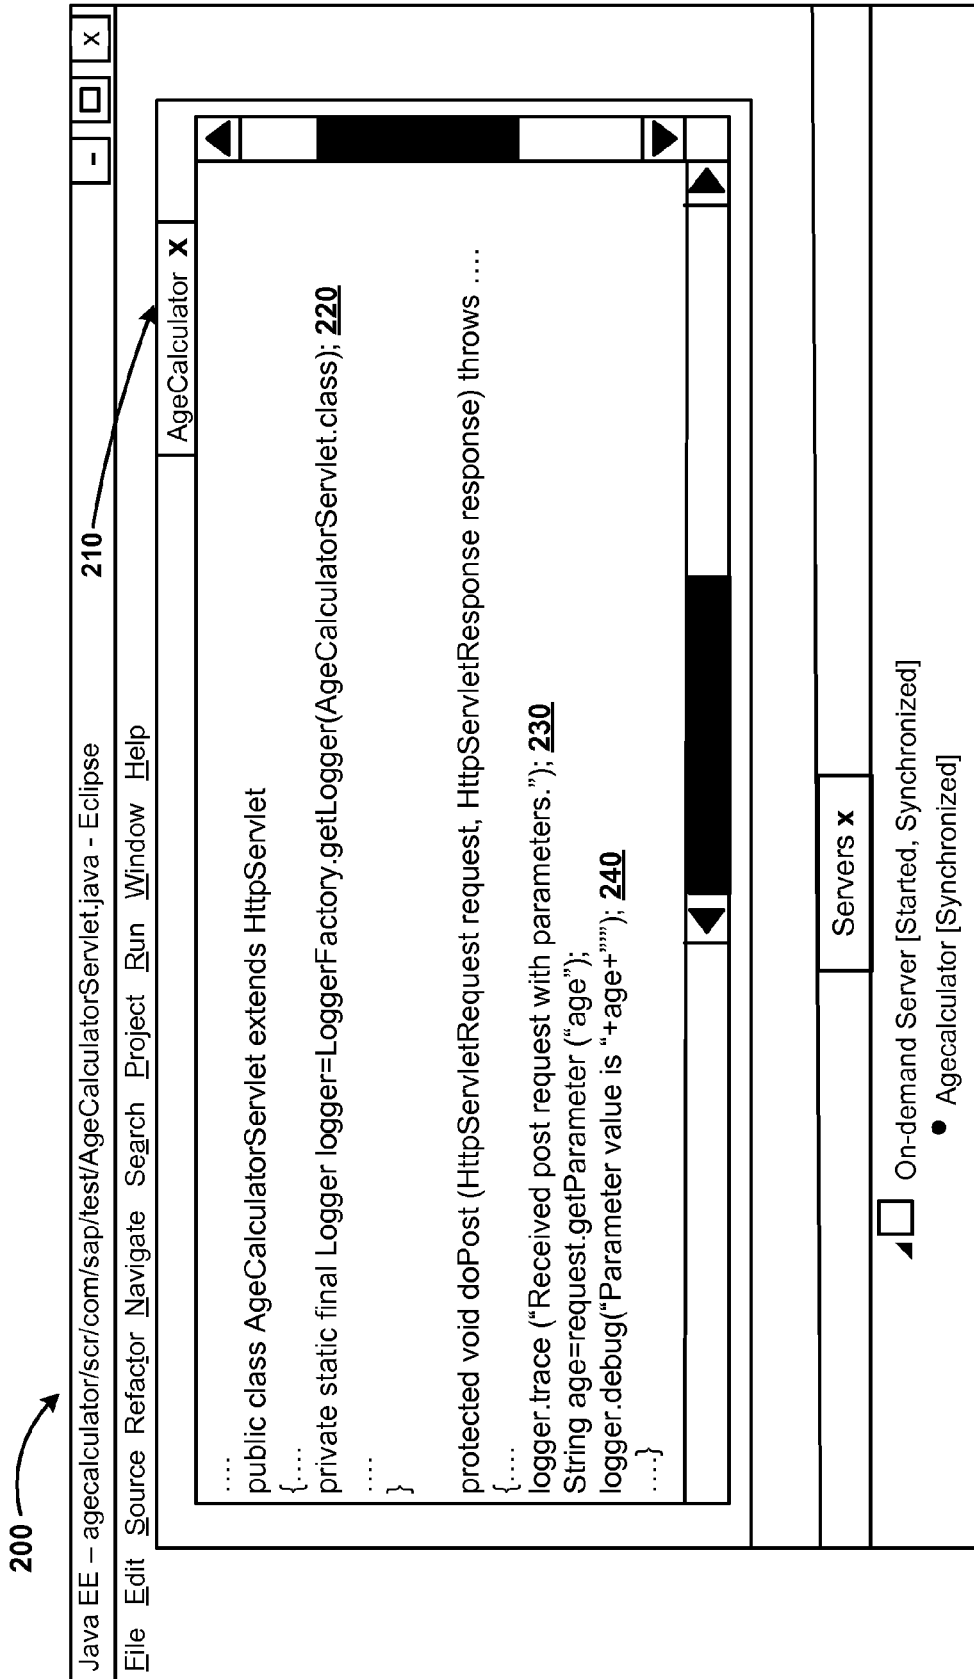 200
Java EE – agecalculator/scr/com/sap/test/AgeCalculatorServlet.java - Eclipse
210
- x
File Edit Source Refactor Navigate Search Project Run Window Help
AgeCalculator x
....
public class AgeCalculatorServlet extends HttpServlet
{....
private static final Logger logger=LoggerFactory.getLogger(AgeCalculatorServlet.class); 220
....
}
protected void doPost (HttpServletRequest request, HttpServletResponse response) throws ....
{....
logger.trace (“Received post request with parameters.”); 230
String age=request.getParameter (“age”);
logger.debug(“Parameter value is “+age+””””); 240
....}
Servers x
On-demand Server [Started, Synchronized]
● Agecalculator [Synchronized]